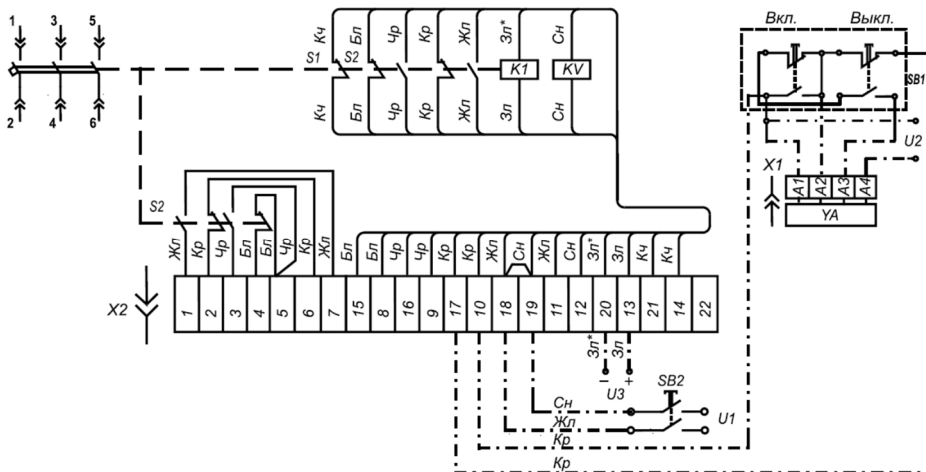 1 3 5
2 4 6
S1 S2
Кч Бл Чр Кр Жл Зл* Сн
K1 KV
Кч Бл Чр Кр Жл Зл Сн
Вкл. Выкл.
SB1
U2
X1
A1 A2 A3 A4
YA
S2
Жл Кр Чр Бл Бл Чр Кр Жл Бл Бл Чр Чр Кр Кр Жл Сн Жл Сн Зл* Зл Кч Кч
X2
1 2 3 4 5 6 7 15 8 16 9 17 10 18 19 11 12 20 13 21 14 22
Зл* Зл
– +
U3
SB2
Сн
Жл
U1
Кр
Кр